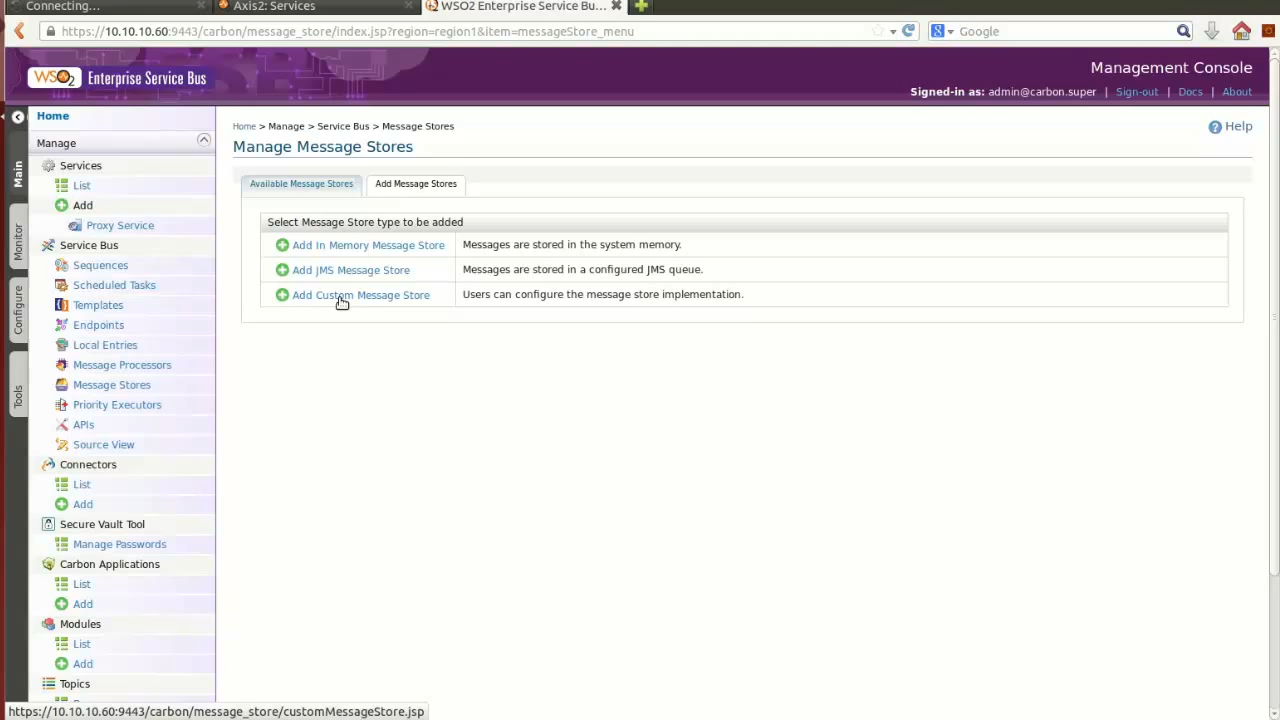 Connecting...
Axis2: Services
WSO2 Enterprise Service Bu...
https://10.10.10.60:9443/carbon/message_store/index.jsp?region=region1&item=messageStore_menu
Google
WSO2 Enterprise Service Bus
Management Console
Signed-in as: admin@carbon.super | Sign-out | Docs | About
Main
Monitor
Configure
Tools
Home
Manage
Services
List
Add
Proxy Service
Service Bus
Sequences
Scheduled Tasks
Templates
Endpoints
Local Entries
Message Processors
Message Stores
Priority Executors
APIs
Source View
Connectors
List
Add
Secure Vault Tool
Manage Passwords
Carbon Applications
List
Add
Modules
List
Add
Topics
Home > Manage > Service Bus > Message Stores
Help
Manage Message Stores
Available Message Stores
Add Message Stores
Select Message Store type to be added
Add In Memory Message Store Messages are stored in the system memory.
Add JMS Message Store Messages are stored in a configured JMS queue.
Add Custom Message Store Users can configure the message store implementation.
https://10.10.10.60:9443/carbon/message_store/customMessageStore.jsp